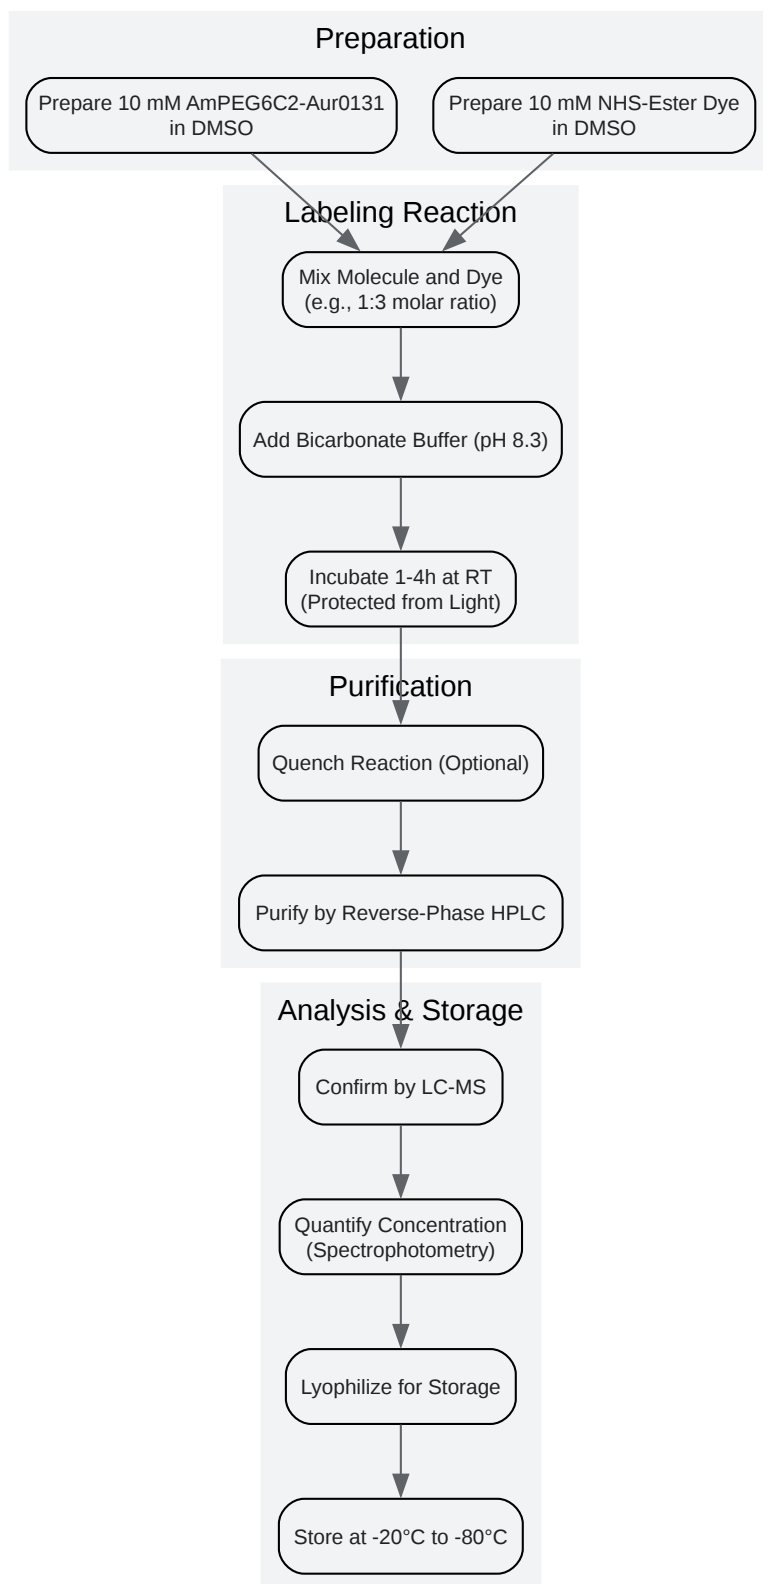 Preparation
Prepare 10 mM AmPEG6C2-Aur0131
in DMSO
Prepare 10 mM NHS-Ester Dye
in DMSO
Labeling Reaction
Mix Molecule and Dye
(e.g., 1:3 molar ratio)
Add Bicarbonate Buffer (pH 8.3)
Incubate 1-4h at RT
(Protected from Light)
Purification
Quench Reaction (Optional)
Purify by Reverse-Phase HPLC
Analysis & Storage
Confirm by LC-MS
Quantify Concentration
(Spectrophotometry)
Lyophilize for Storage
Store at -20°C to -80°C